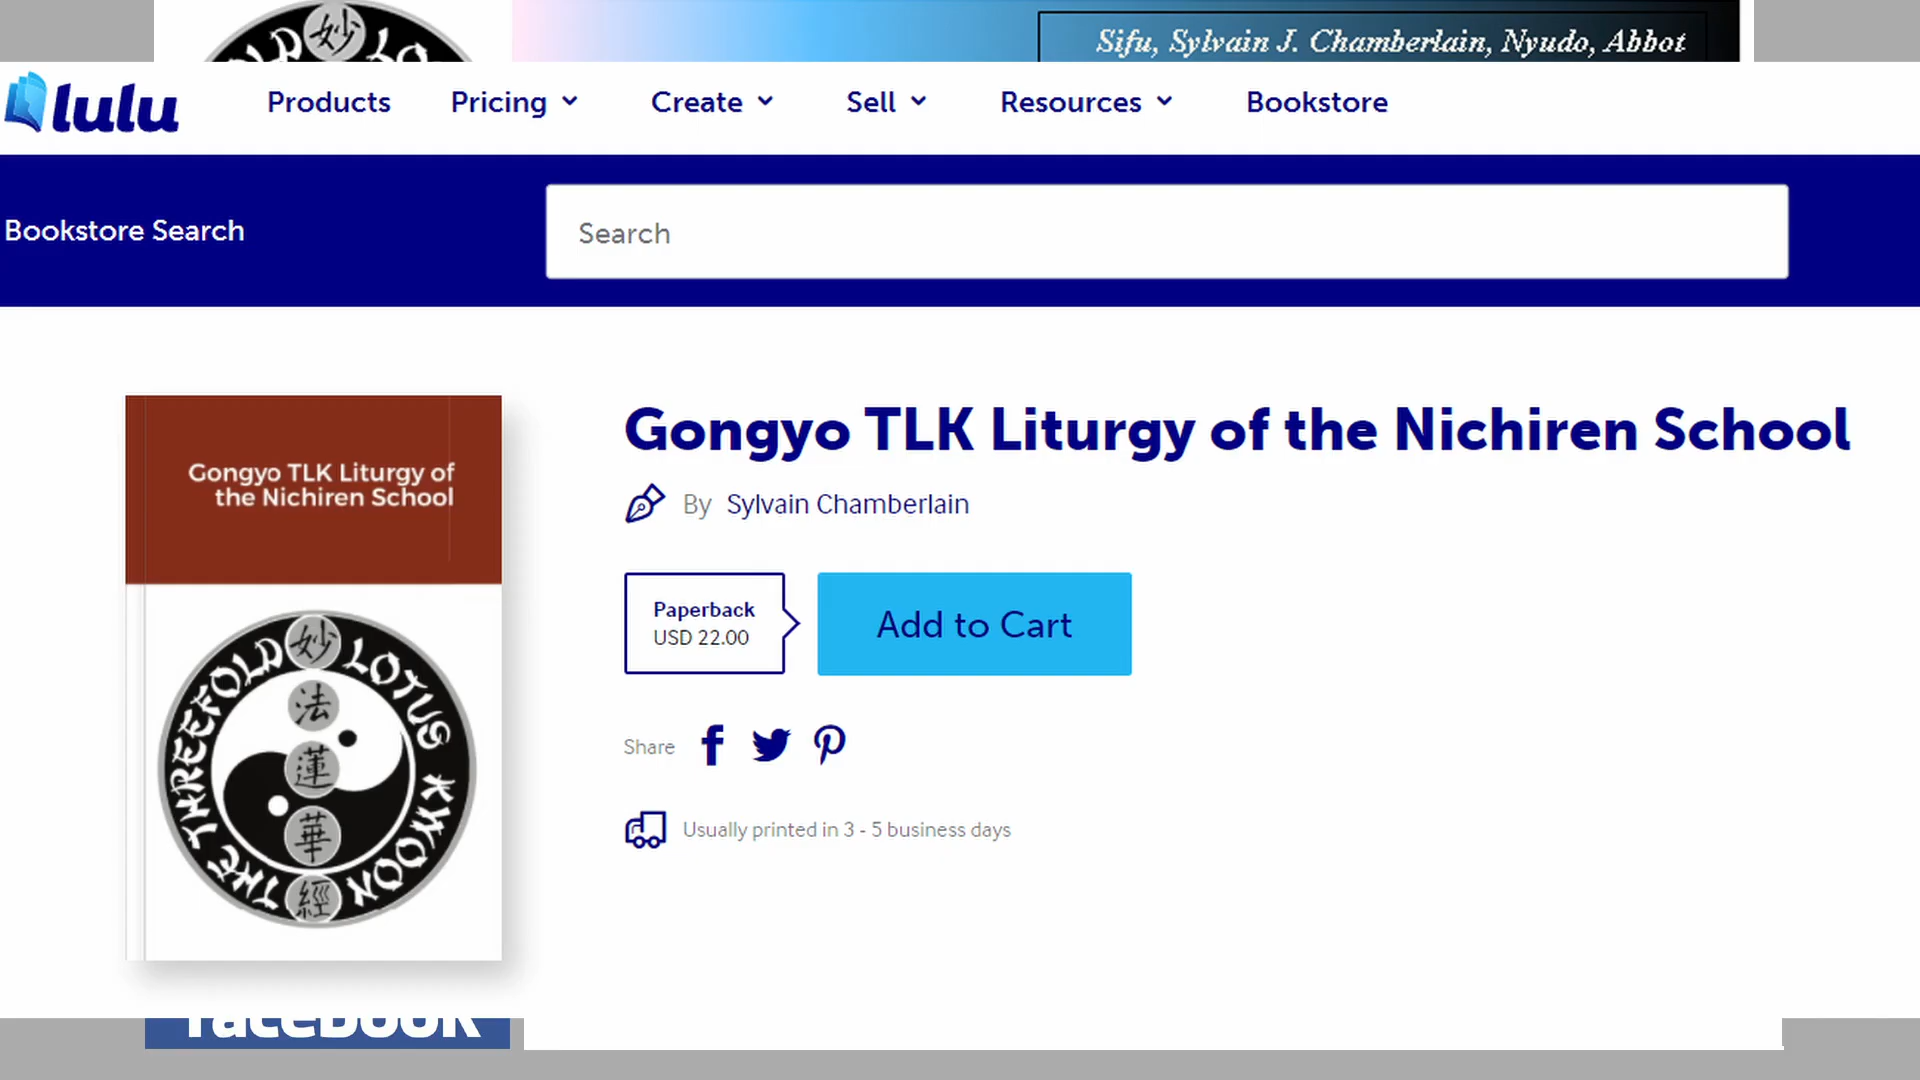 妙
Sifu, Sylvain J. Chamberlain, Nyudo, Abbot
lulu
Products Pricing Create Sell Resources Bookstore
Bookstore Search
Search
Gongyo TLK Liturgy of
the Nichiren School
THE THREEFOLD LOTUS KWOON
妙
法
蓮
華
經
Gongyo TLK Liturgy of the Nichiren School
By Sylvain Chamberlain
Paperback
USD 22.00
Add to Cart
Share
Usually printed in 3 - 5 business days
faceBOOK